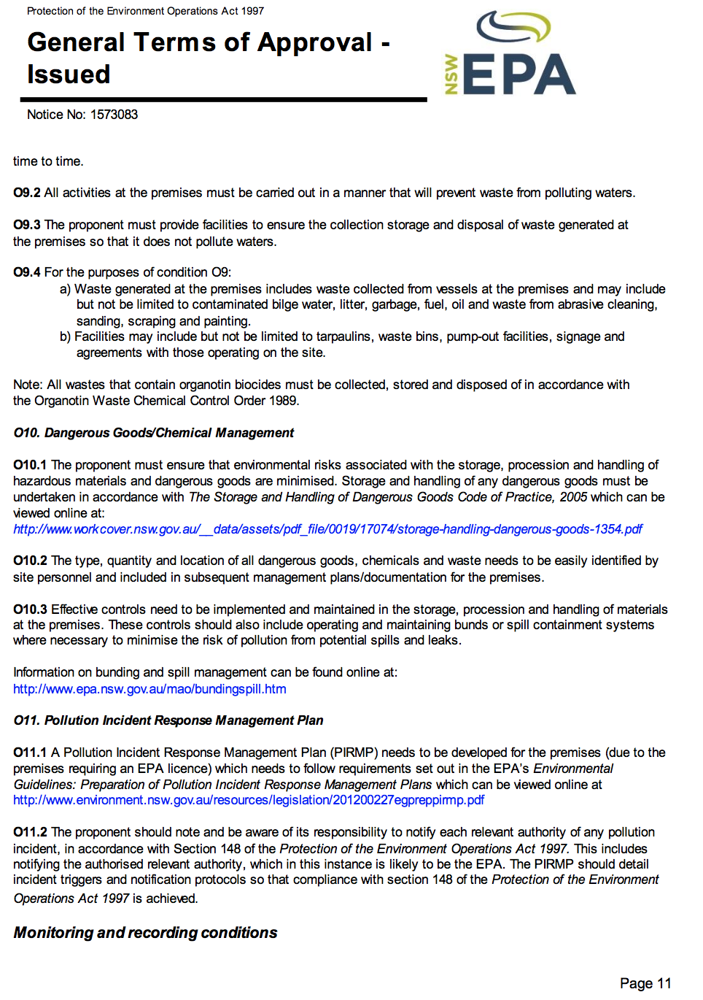 Protection of the Environment Operations Act 1997
General Terms of Approval -
Issued
NSW EPA
Notice No: 1573083
time to time.
O9.2 All activities at the premises must be carried out in a manner that will prevent waste from polluting waters.
O9.3 The proponent must provide facilities to ensure the collection storage and disposal of waste generated at
the premises so that it does not pollute waters.
O9.4 For the purposes of condition O9:
a) Waste generated at the premises includes waste collected from vessels at the premises and may include
but not be limited to contaminated bilge water, litter, garbage, fuel, oil and waste from abrasive cleaning,
sanding, scraping and painting.
b) Facilities may include but not be limited to tarpaulins, waste bins, pump-out facilities, signage and
agreements with those operating on the site.
Note: All wastes that contain organotin biocides must be collected, stored and disposed of in accordance with
the Organotin Waste Chemical Control Order 1989.
O10. Dangerous Goods/Chemical Management
O10.1 The proponent must ensure that environmental risks associated with the storage, procession and handling of
hazardous materials and dangerous goods are minimised. Storage and handling of any dangerous goods must be
undertaken in accordance with The Storage and Handling of Dangerous Goods Code of Practice, 2005 which can be
viewed online at:
http://www.workcover.nsw.gov.au/__data/assets/pdf_file/0019/17074/storage-handling-dangerous-goods-1354.pdf
O10.2 The type, quantity and location of all dangerous goods, chemicals and waste needs to be easily identified by
site personnel and included in subsequent management plans/documentation for the premises.
O10.3 Effective controls need to be implemented and maintained in the storage, procession and handling of materials
at the premises. These controls should also include operating and maintaining bunds or spill containment systems
where necessary to minimise the risk of pollution from potential spills and leaks.
Information on bunding and spill management can be found online at:
http://www.epa.nsw.gov.au/mao/bundingspill.htm
O11. Pollution Incident Response Management Plan
O11.1 A Pollution Incident Response Management Plan (PIRMP) needs to be developed for the premises (due to the
premises requiring an EPA licence) which needs to follow requirements set out in the EPA's Environmental
Guidelines: Preparation of Pollution Incident Response Management Plans which can be viewed online at
http://www.environment.nsw.gov.au/resources/legislation/201200227egpreppirmp.pdf
O11.2 The proponent should note and be aware of its responsibility to notify each relevant authority of any pollution
incident, in accordance with Section 148 of the Protection of the Environment Operations Act 1997. This includes
notifying the authorised relevant authority, which in this instance is likely to be the EPA. The PIRMP should detail
incident triggers and notification protocols so that compliance with section 148 of the Protection of the Environment
Operations Act 1997 is achieved.
Monitoring and recording conditions
Page 11